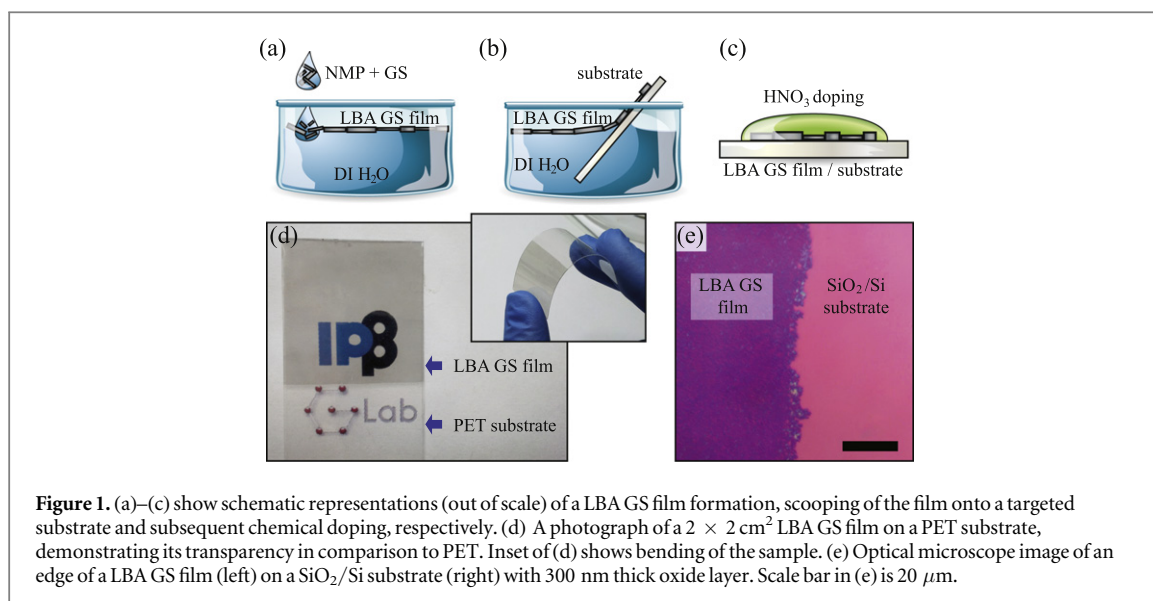 (a)
NMP + GS
LBA GS film
DI H₂O
(b)
substrate
LBA GS film
DI H₂O
(c)
HNO₃ doping
LBA GS film / substrate
(d)
IPB
LBA GS film
G Lab
PET substrate
(e)
LBA GS
film
SiO₂/Si
substrate
Figure 1. (a)–(c) show schematic representations (out of scale) of a LBA GS film formation, scooping of the film onto a targeted
substrate and subsequent chemical doping, respectively. (d) A photograph of a 2 × 2 cm² LBA GS film on a PET substrate,
demonstrating its transparency in comparison to PET. Inset of (d) shows bending of the sample. (e) Optical microscope image of an
edge of a LBA GS film (left) on a SiO₂/Si substrate (right) with 300 nm thick oxide layer. Scale bar in (e) is 20 μm.